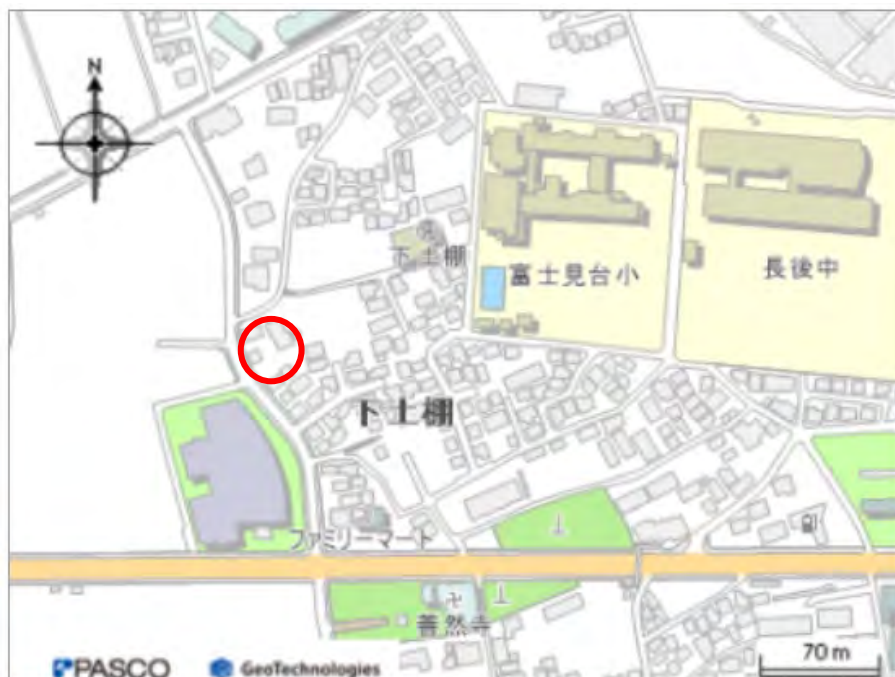 N
下土棚
富士見台小
長後中
下土棚
ファミリーマート
善然寺
70 m
PASCO
GeoTechnologies